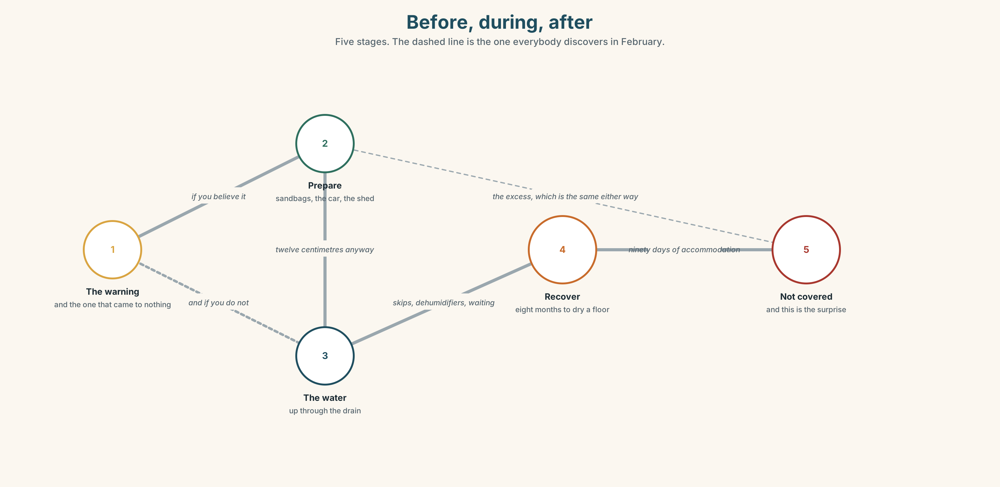 Before, during, after
Five stages. The dashed line is the one everybody discovers in February.
2
Prepare
sandbags, the car, the shed
if you believe it
the excess, which is the same either way
1
The warning
and the one that came to nothing
twelve centimetres anyway
4
Recover
eight months to dry a floor
ninety days of accommodation
5
Not covered
and this is the surprise
and if you do not
skips, dehumidifiers, waiting
3
The water
up through the drain